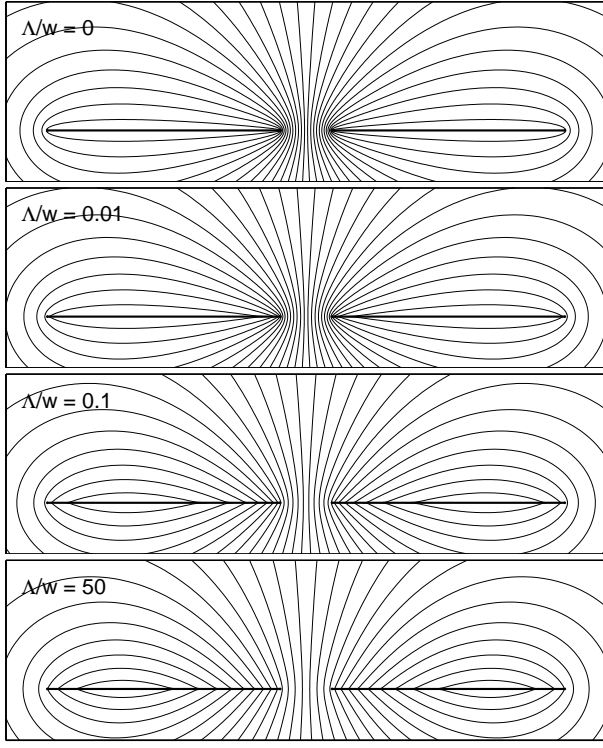 Λ/w = 0
Λ/w = 0.01
Λ/w = 0.1
Λ/w = 50